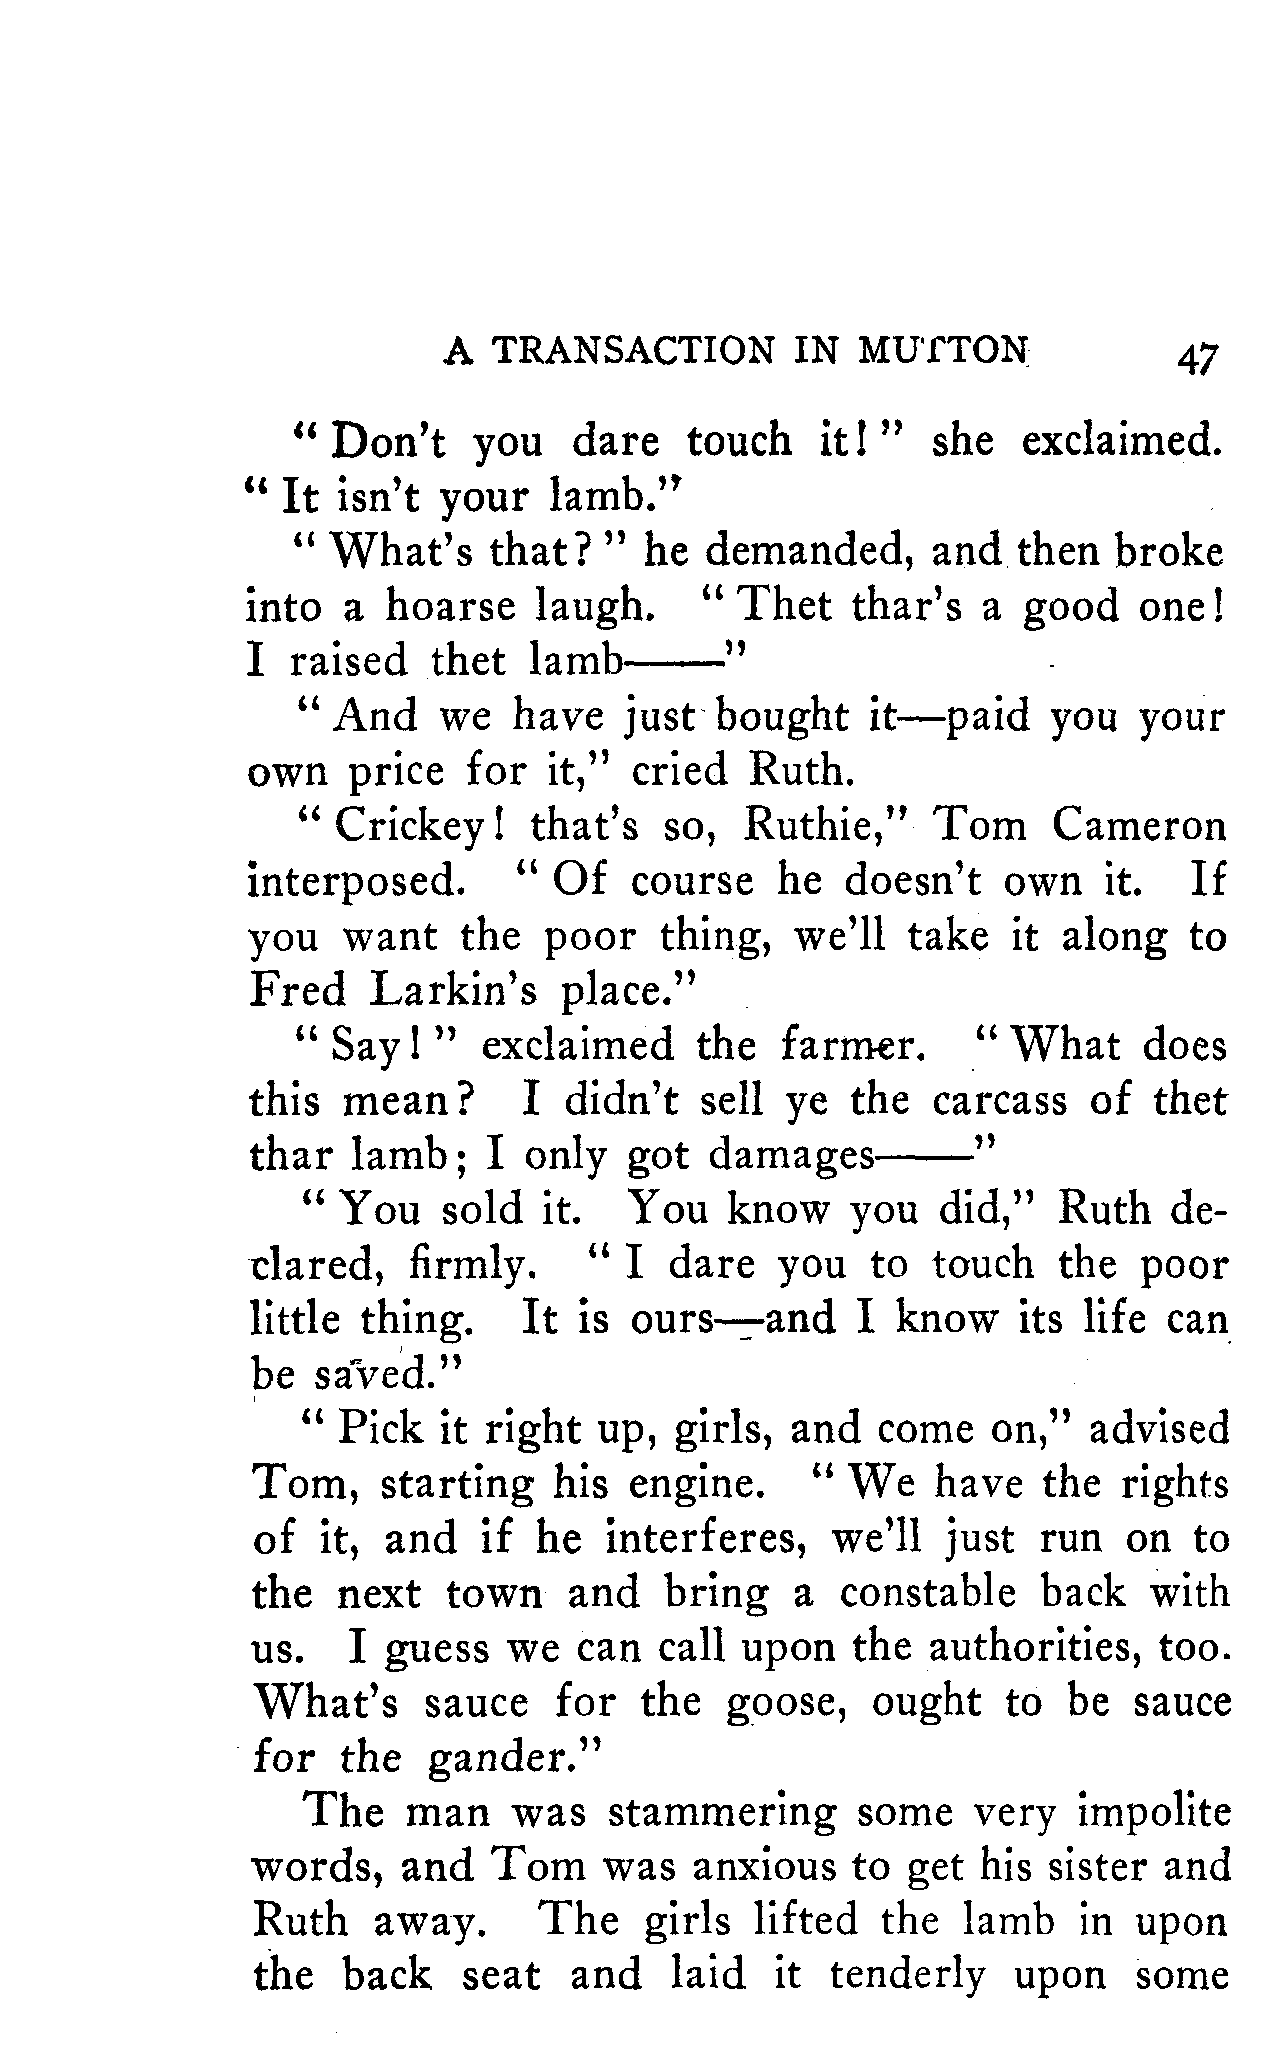 A TRANSACTION IN MUTTON 47
" Don't you dare touch it! " she exclaimed.
" It isn't your lamb."
" What's that? " he demanded, and then broke
into a hoarse laugh. " Thet thar's a good one!
I raised thet lamb——"
" And we have just bought it—paid you your
own price for it," cried Ruth.
" Crickey! that's so, Ruthie," Tom Cameron
interposed. " Of course he doesn't own it. If
you want the poor thing, we'll take it along to
Fred Larkin's place."
" Say! " exclaimed the farmer. " What does
this mean? I didn't sell ye the carcass of thet
thar lamb; I only got damages——"
" You sold it. You know you did," Ruth de-
clared, firmly. " I dare you to touch the poor
little thing. It is ours—and I know its life can
be saved."
" Pick it right up, girls, and come on," advised
Tom, starting his engine. " We have the rights
of it, and if he interferes, we'll just run on to
the next town and bring a constable back with
us. I guess we can call upon the authorities, too.
What's sauce for the goose, ought to be sauce
for the gander."
The man was stammering some very impolite
words, and Tom was anxious to get his sister and
Ruth away. The girls lifted the lamb in upon
the back seat and laid it tenderly upon some